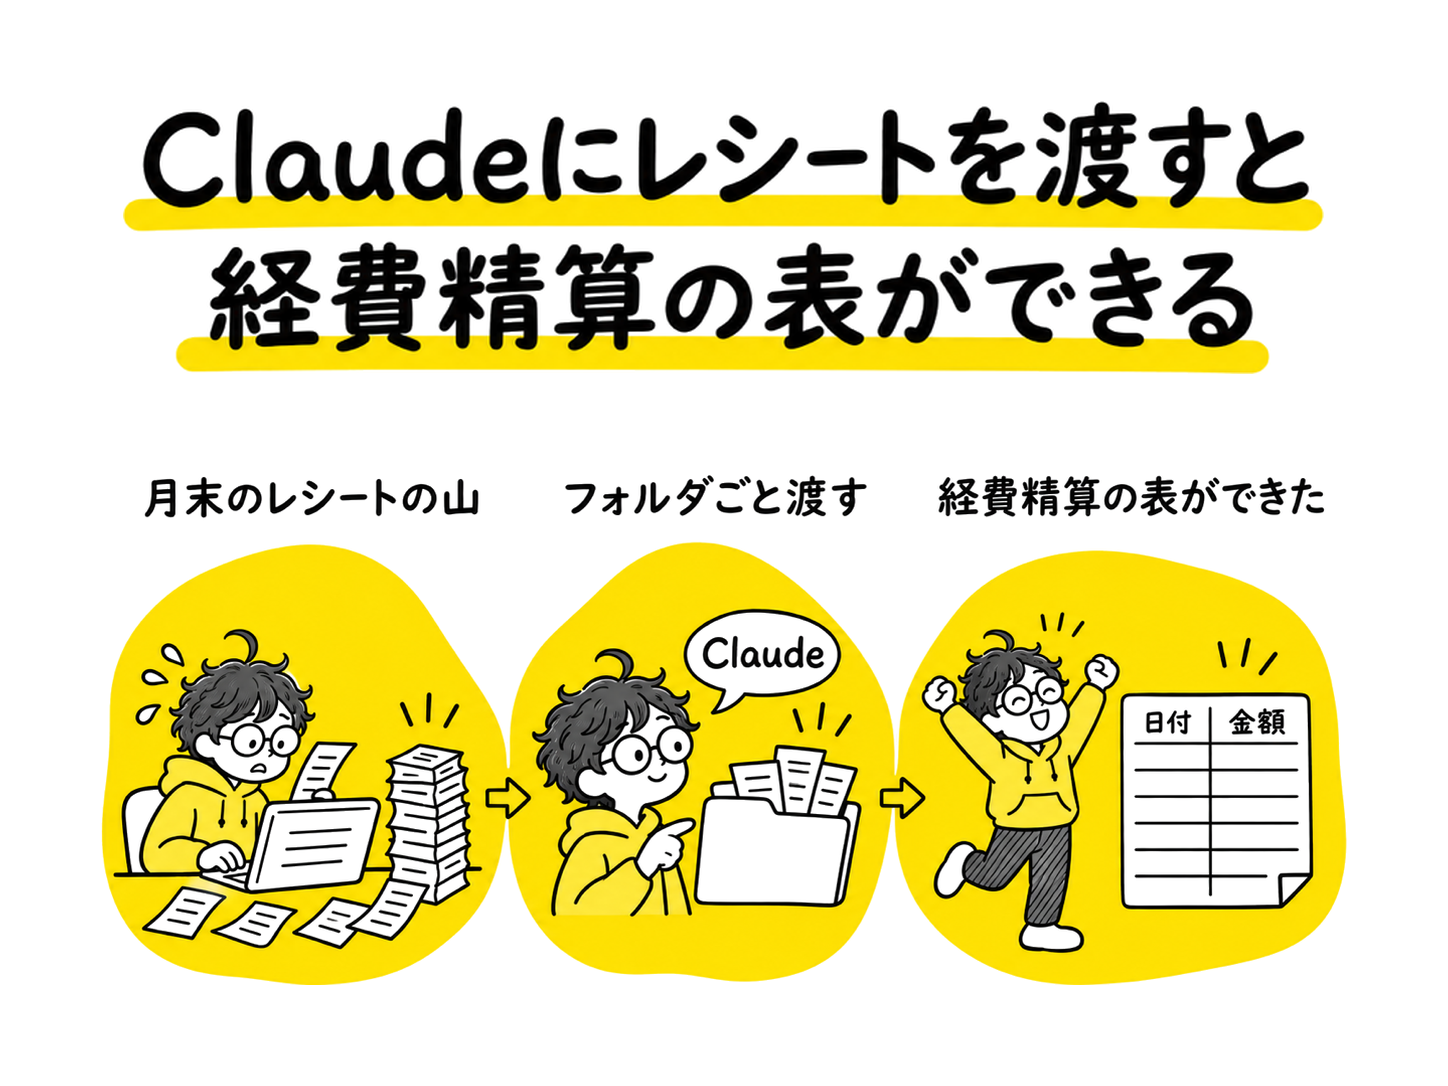 Claudeにレシートを渡すと
経費精算の表ができる
月末のレシートの山
フォルダごと渡す
経費精算の表ができた
Claude
日付 金額